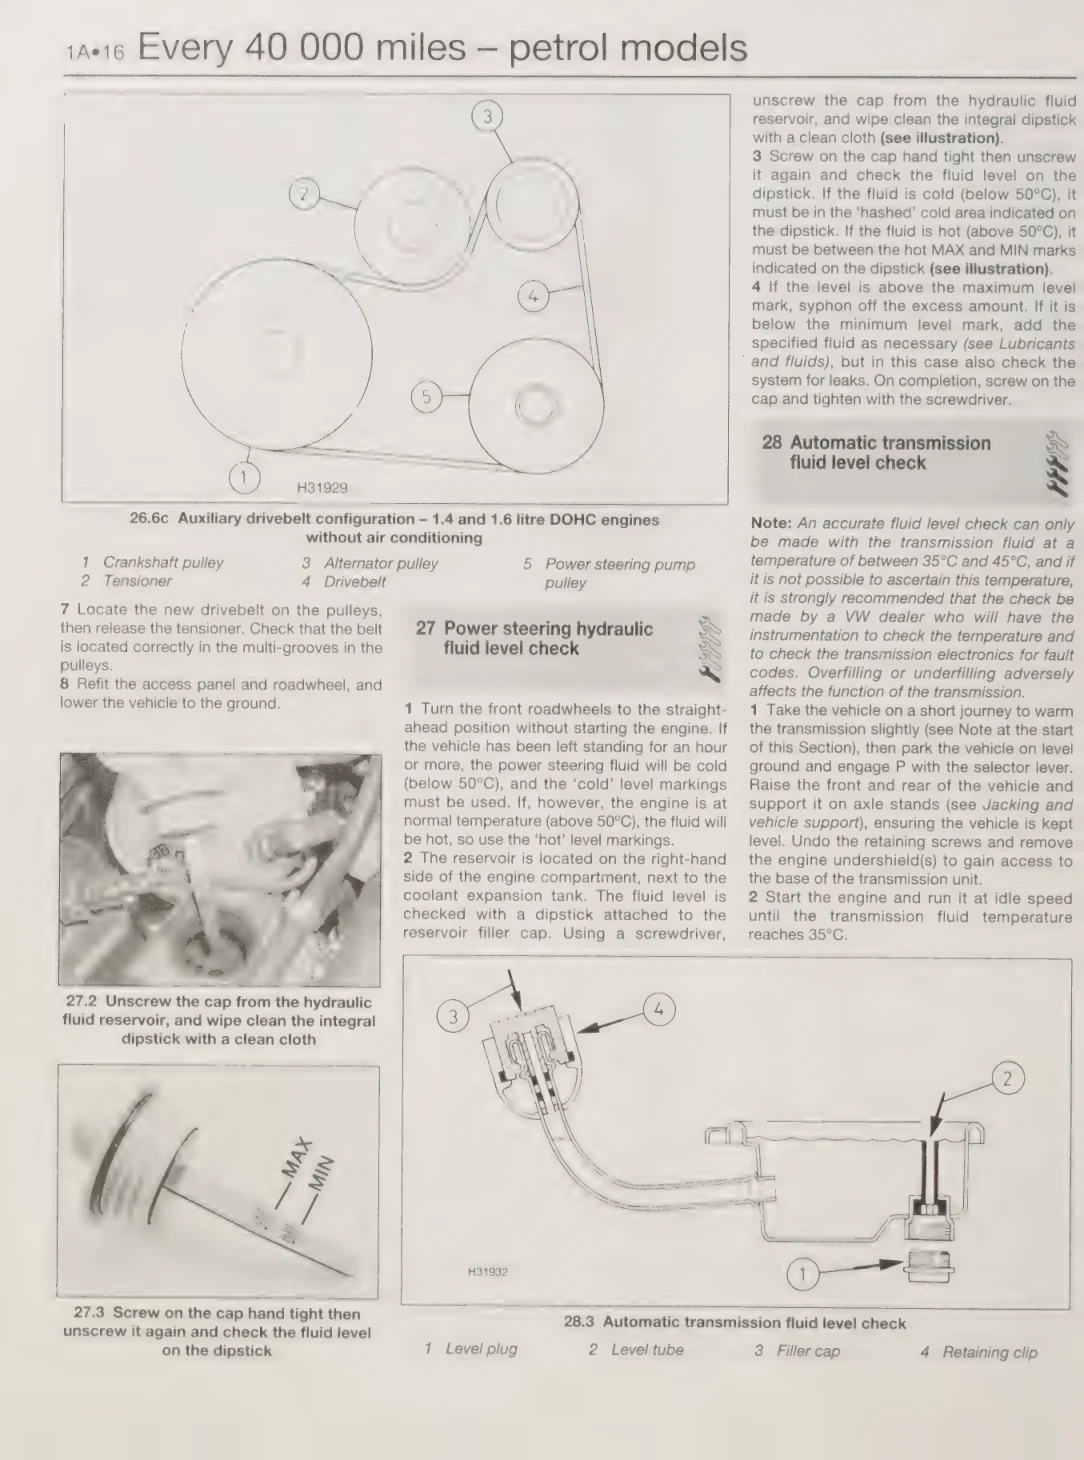 1A•16 Every 40 000 miles – petrol models
3
2
4
5
1
H31929
26.6c Auxiliary drivebelt configuration – 1.4 and 1.6 litre DOHC engines
without air conditioning
1 Crankshaft pulley
2 Tensioner
3 Alternator pulley
4 Drivebelt
5 Power steering pump
pulley
7 Locate the new drivebelt on the pulleys,
then release the tensioner. Check that the belt
is located correctly in the multi-grooves in the
pulleys.
8 Refit the access panel and roadwheel, and
lower the vehicle to the ground.
27.2 Unscrew the cap from the hydraulic
fluid reservoir, and wipe clean the integral
dipstick with a clean cloth
MAX
MIN
27.3 Screw on the cap hand tight then
unscrew it again and check the fluid level
on the dipstick
27 Power steering hydraulic
fluid level check
1 Turn the front roadwheels to the straight-
ahead position without starting the engine. If
the vehicle has been left standing for an hour
or more, the power steering fluid will be cold
(below 50°C), and the 'cold' level markings
must be used. If, however, the engine is at
normal temperature (above 50°C), the fluid will
be hot, so use the 'hot' level markings.
2 The reservoir is located on the right-hand
side of the engine compartment, next to the
coolant expansion tank. The fluid level is
checked with a dipstick attached to the
reservoir filler cap. Using a screwdriver,
unscrew the cap from the hydraulic fluid
reservoir, and wipe clean the integral dipstick
with a clean cloth (see illustration).
3 Screw on the cap hand tight then unscrew
it again and check the fluid level on the
dipstick. If the fluid is cold (below 50°C), it
must be in the 'hashed' cold area indicated on
the dipstick. If the fluid is hot (above 50°C), it
must be between the hot MAX and MIN marks
indicated on the dipstick (see illustration).
4 If the level is above the maximum level
mark, syphon off the excess amount. If it is
below the minimum level mark, add the
specified fluid as necessary (see Lubricants
and fluids), but in this case also check the
system for leaks. On completion, screw on the
cap and tighten with the screwdriver.
28 Automatic transmission
fluid level check
Note: An accurate fluid level check can only
be made with the transmission fluid at a
temperature of between 35°C and 45°C, and if
it is not possible to ascertain this temperature,
it is strongly recommended that the check be
made by a VW dealer who will have the
instrumentation to check the temperature and
to check the transmission electronics for fault
codes. Overfilling or underfilling adversely
affects the function of the transmission.
1 Take the vehicle on a short journey to warm
the transmission slightly (see Note at the start
of this Section), then park the vehicle on level
ground and engage P with the selector lever.
Raise the front and rear of the vehicle and
support it on axle stands (see Jacking and
vehicle support), ensuring the vehicle is kept
level. Undo the retaining screws and remove
the engine undershield(s) to gain access to
the base of the transmission unit.
2 Start the engine and run it at idle speed
until the transmission fluid temperature
reaches 35°C.
3
4
2
1
H31932
28.3 Automatic transmission fluid level check
1 Level plug
2 Level tube
3 Filler cap
4 Retaining clip